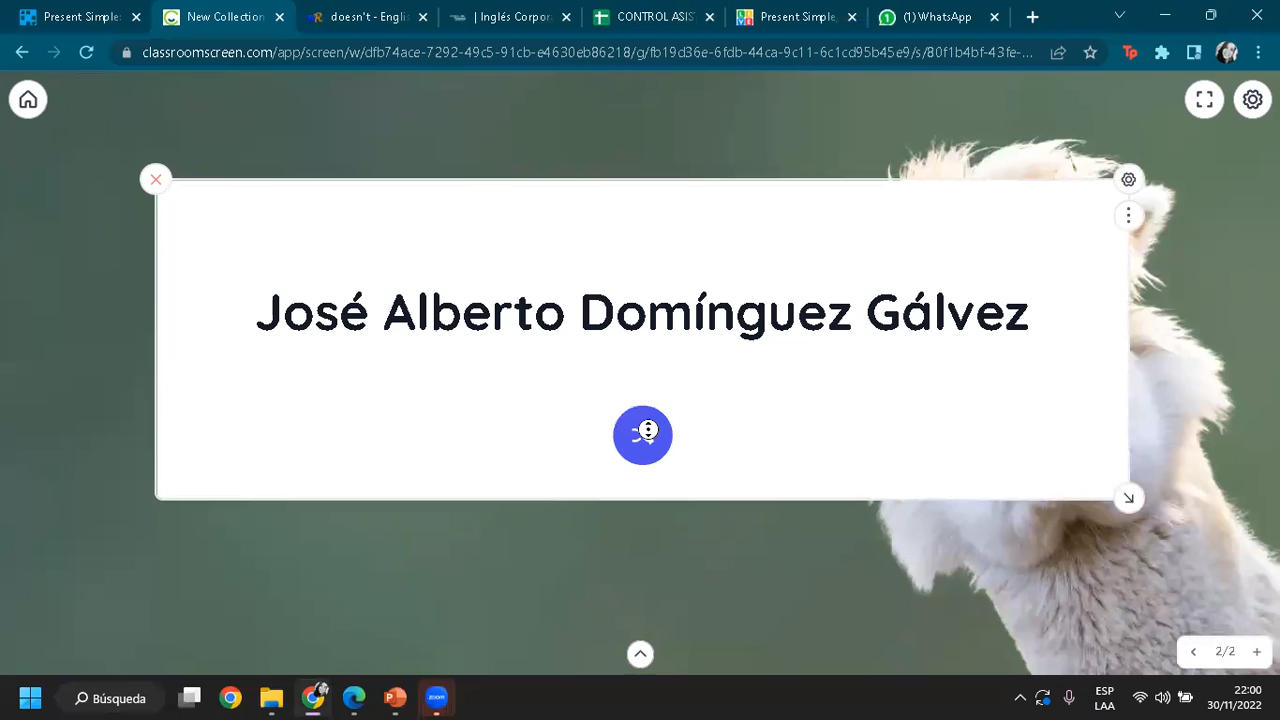 Present Simple:
New Collection
doesn't - Englis
| Inglés Corpora
CONTROL ASIS
Present Simple,
(1) WhatsApp
classroomscreen.com/app/screen/w/dfb74ace-7292-49c5-91cb-e4630eb86218/g/fb19d36e-6fdb-44ca-9c11-6c1cd95b45e9/s/80f1b4bf-43fe-...
José Alberto Domínguez Gálvez
2/2
Búsqueda
zoom
ESP
LAA
22:00
30/11/2022